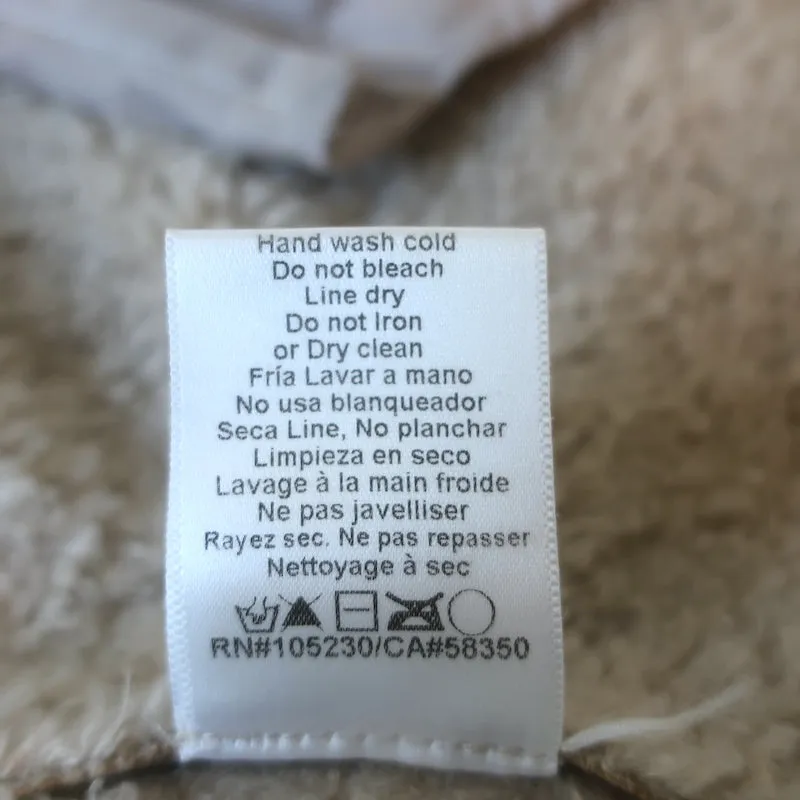 Hand wash cold
Do not bleach
Line dry
Do not Iron
or Dry clean
Fría Lavar a mano
No usa blanqueador
Seca Line, No planchar
Limpieza en seco
Lavage à la main froide
Ne pas javelliser
Rayez sec. Ne pas repasser
Nettoyage à sec
RN#105230/CA#58350